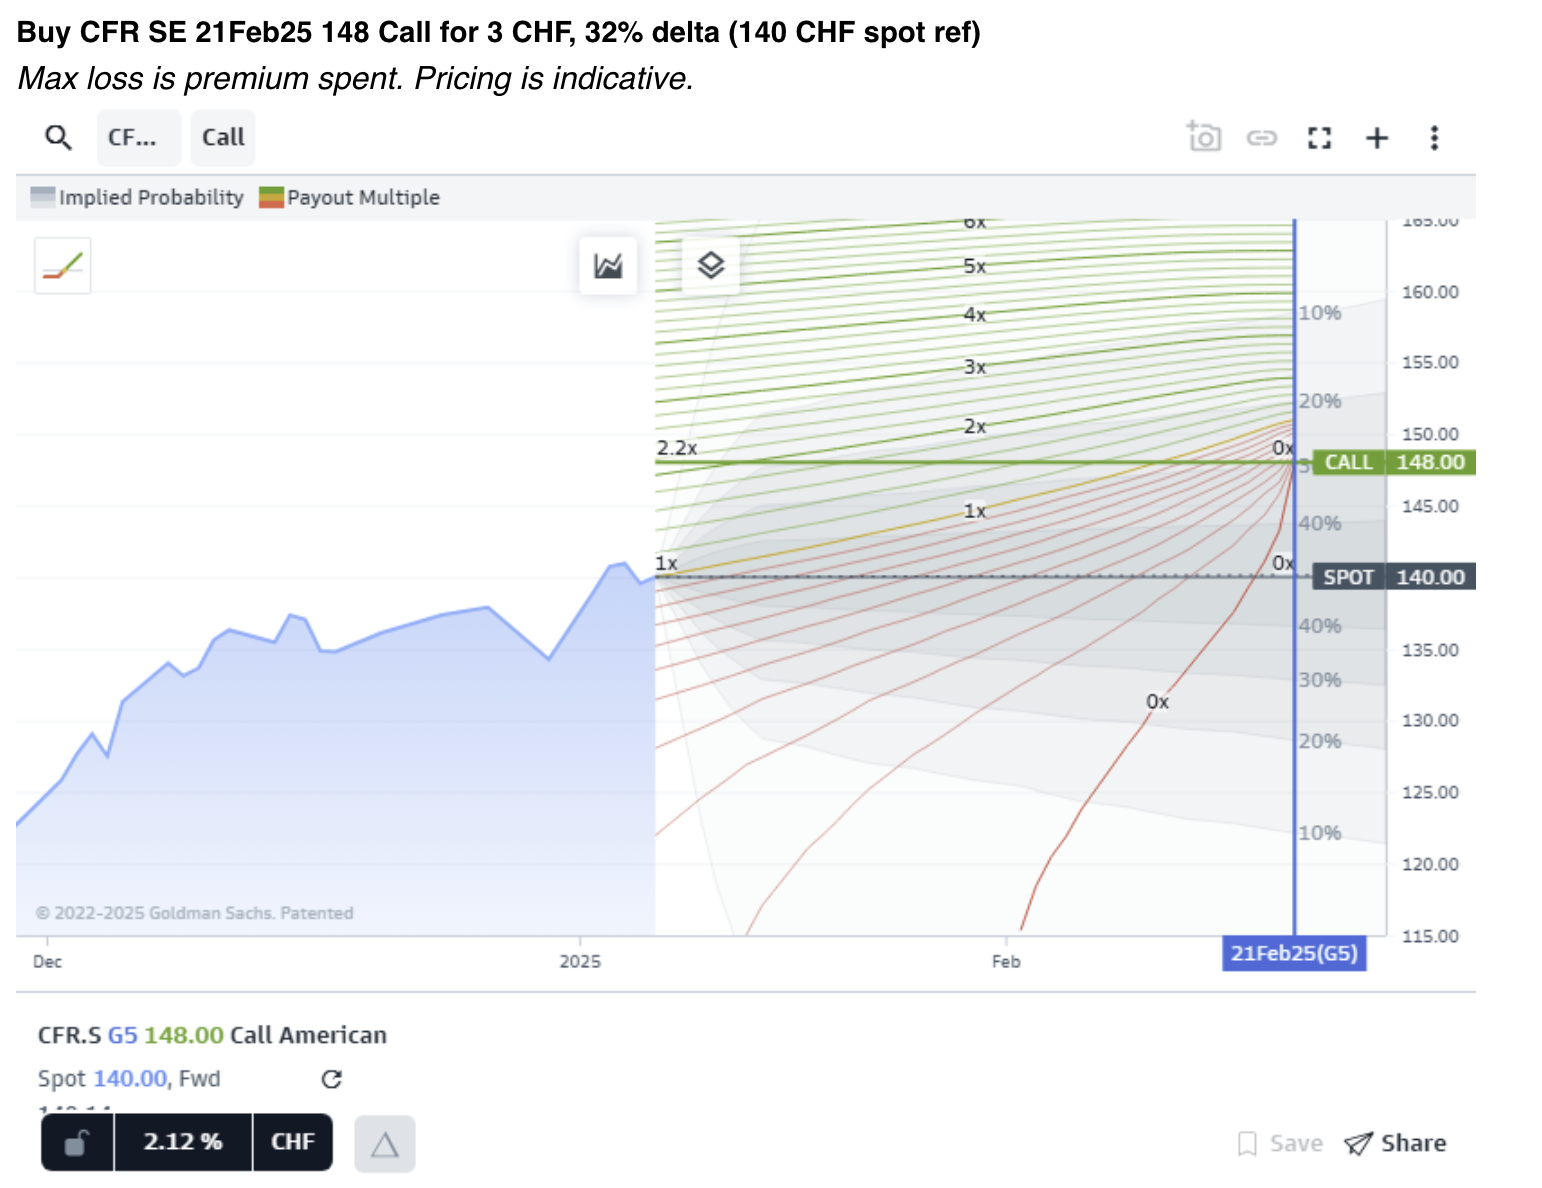 Buy CFR SE 21Feb25 148 Call for 3 CHF, 32% delta (140 CHF spot ref)
Max loss is premium spent. Pricing is indicative.
CF... Call
Implied Probability Payout Multiple
6x
165.00
5x
160.00
4x
10%
3x
155.00
20%
2x
150.00
2.2x
0x
CALL 148.00
1x
145.00
40%
1x
0x
SPOT 140.00
40%
135.00
30%
0x
130.00
20%
125.00
10%
120.00
© 2022-2025 Goldman Sachs. Patented
115.00
Dec 2025 Feb 21Feb25(G5)
CFR.S G5 148.00 Call American
Spot 140.00, Fwd
2.12 % CHF
Save Share